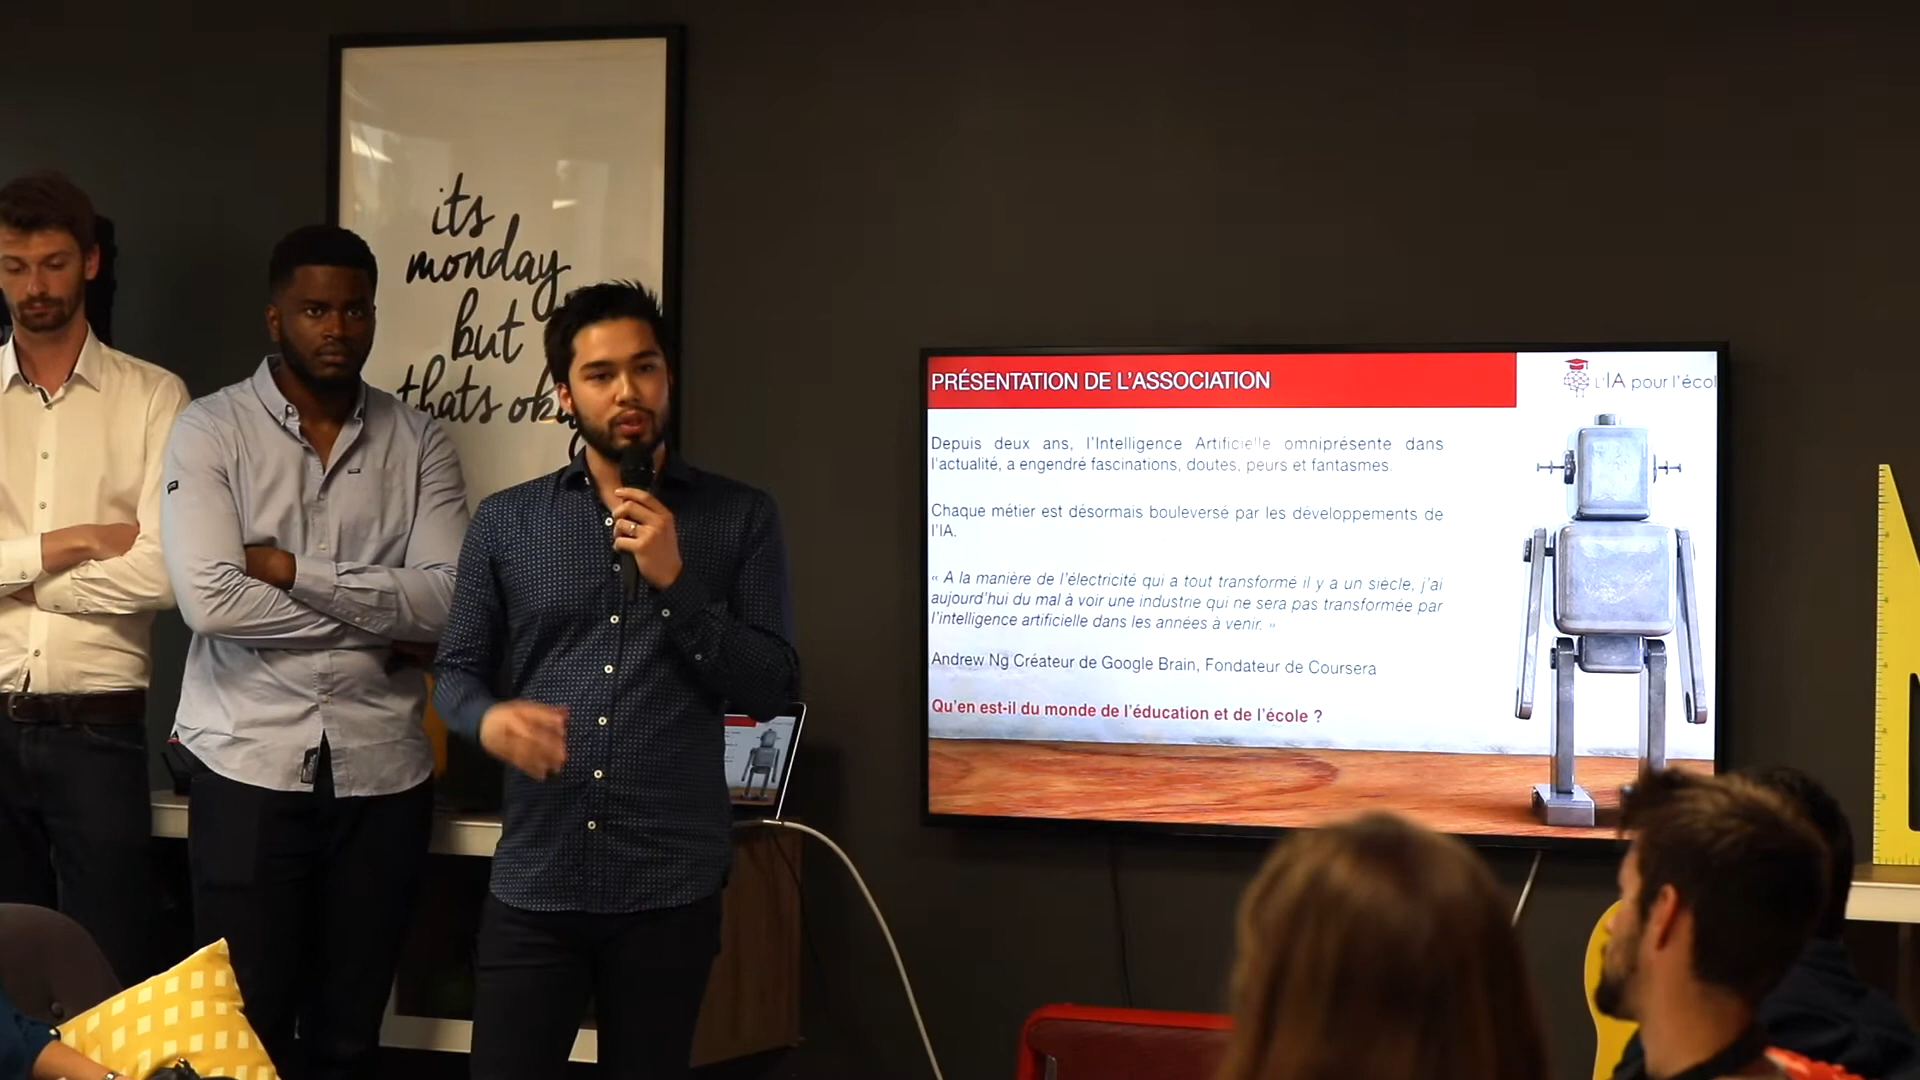 its
monday
but
thats
PRÉSENTATION DE L'ASSOCIATION
L'IA pour l'écol
Depuis deux ans, l'Intelligence Artificielle omniprésente dans
l'actualité, a engendré fascinations, doutes, peurs et fantasmes.
Chaque métier est désormais bouleversé par les développements de
l'IA.
« A la manière de l'électricité qui a tout transformé il y a un siècle, j'ai
aujourd'hui du mal à voir une industrie qui ne sera pas transformée par
l'intelligence artificielle dans les années à venir. »
Andrew Ng Créateur de Google Brain, Fondateur de Coursera
Qu'en est-il du monde de l'éducation et de l'école ?